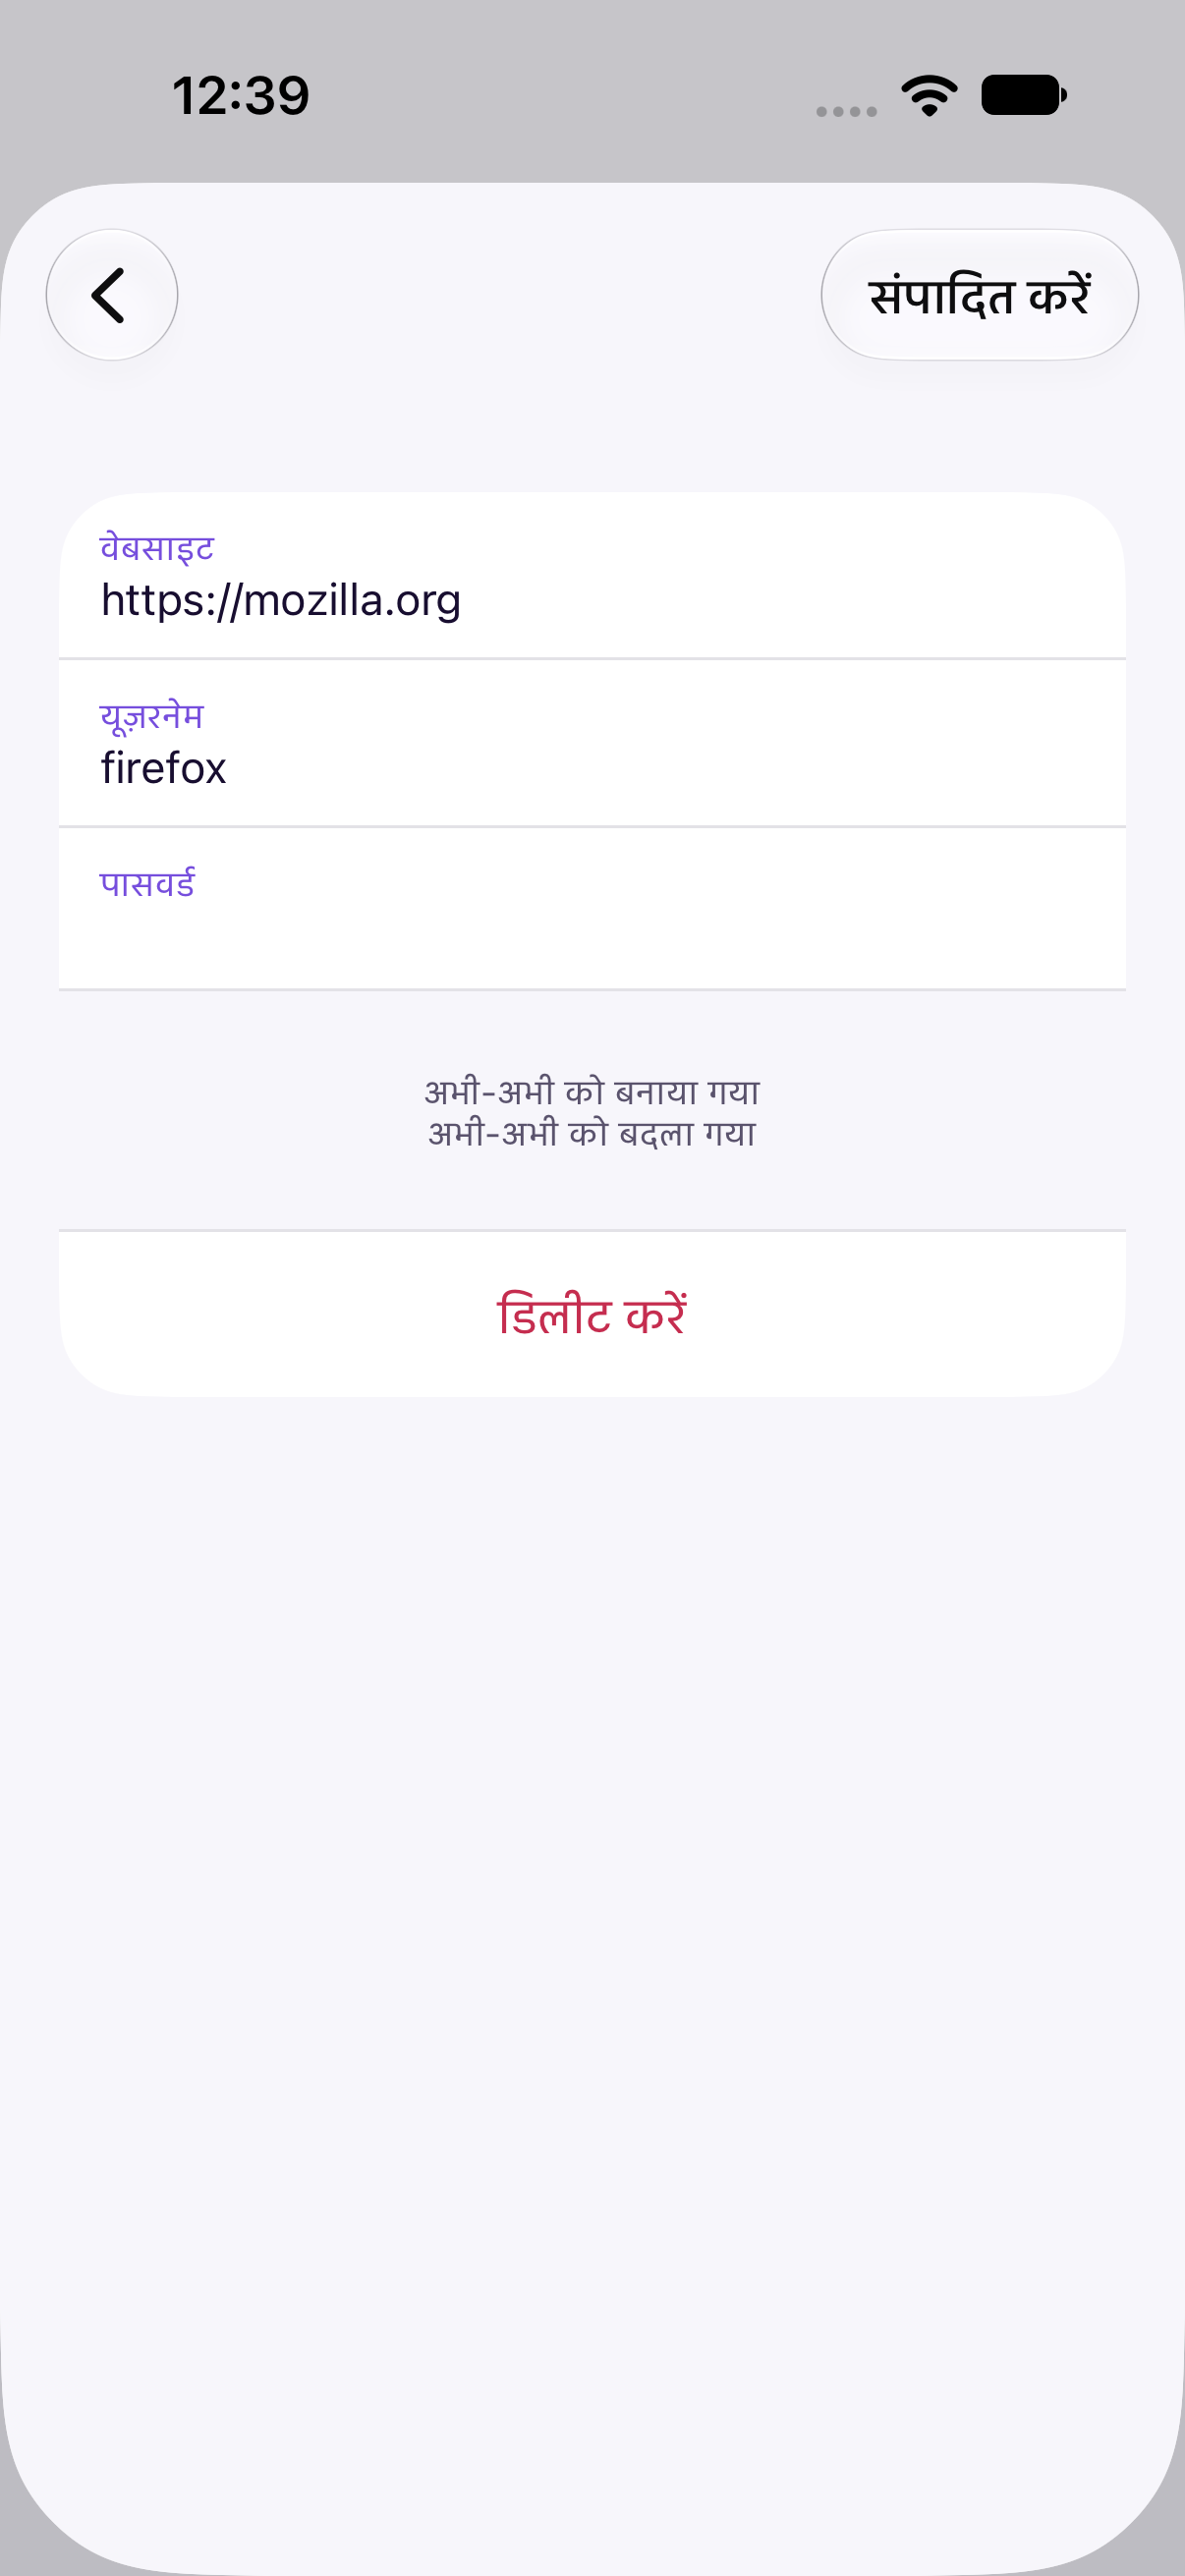 12:39
संपादित करें
वेबसाइट
https://mozilla.org
यूज़रनेम
firefox
पासवर्ड
अभी-अभी को बनाया गया
अभी-अभी को बदला गया
डिलीट करें